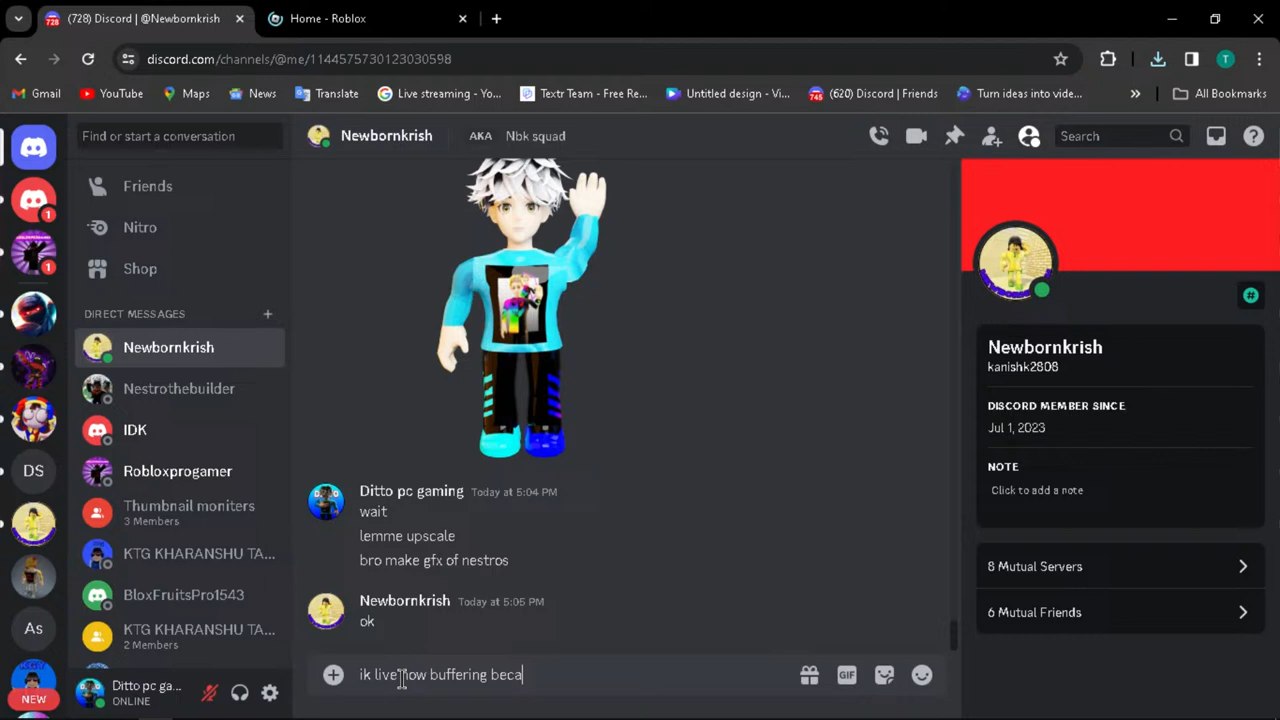 (728) Discord | @Newbornkrish
Home - Roblox
discord.com/channels/@me/1144575730123030598
T
Gmail
YouTube
Maps
News
Translate
Live streaming - Yo...
Textr Team - Free Re...
Untitled design - Vi...
(620) Discord | Friends
Turn ideas into vide...
All Bookmarks
Find or start a conversation
Newbornkrish
AKA Nbk squad
Search
Friends
Nitro
Shop
DIRECT MESSAGES
Newbornkrish
Nestrothebuilder
IDK
Robloxprogamer
Thumbnail moniters
3 Members
KTG KHARANSHU TA...
BloxFruitsPro1543
KTG KHARANSHU TA...
2 Members
1
1
DS
As
NEW
Ditto pc ga...
ONLINE
Ditto pc gaming Today at 5:04 PM
wait
lemme upscale
bro make gfx of nestros
Newbornkrish Today at 5:05 PM
ok
ik live now buffering beca
GIF
Newbornkrish
kanishk2808
DISCORD MEMBER SINCE
Jul 1, 2023
NOTE
Click to add a note
8 Mutual Servers
6 Mutual Friends